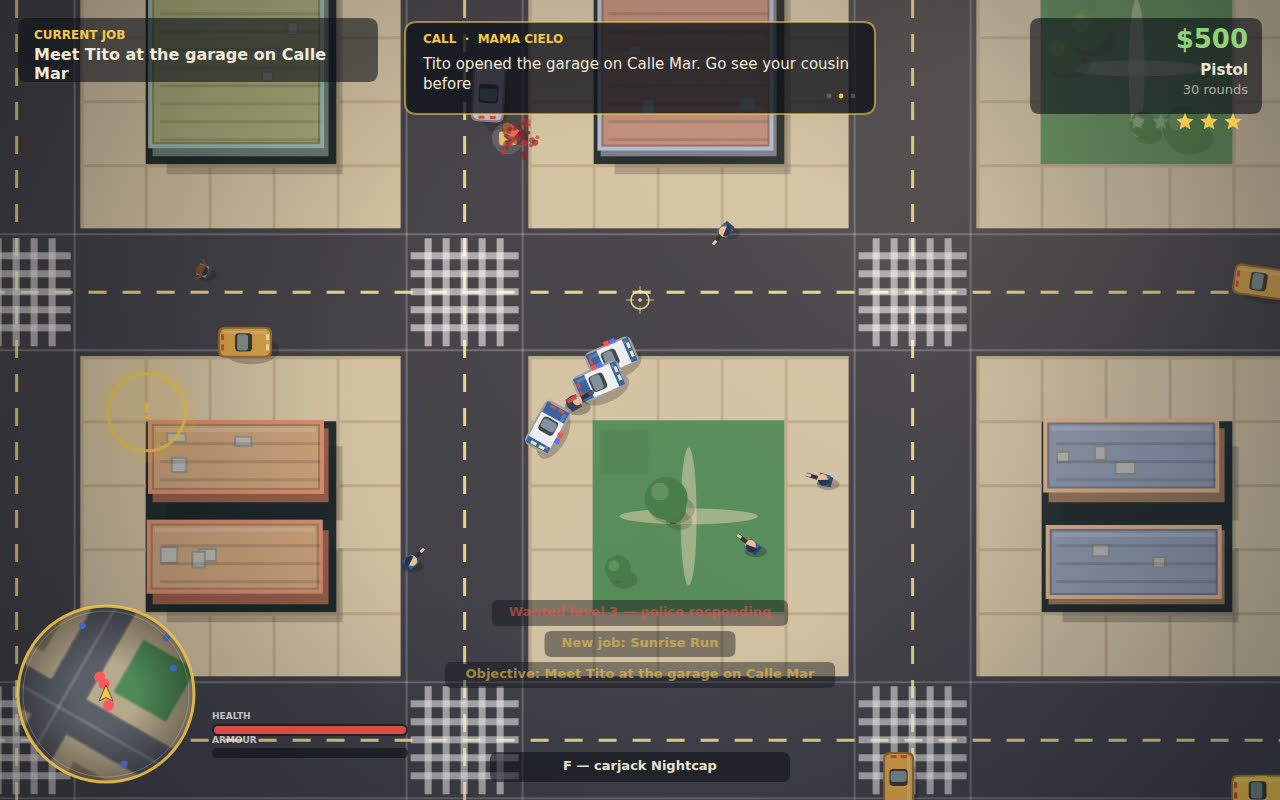 CURRENT JOB
Meet Tito at the garage on Calle
Mar
CALL · MAMA CIELO
Tito opened the garage on Calle Mar. Go see your cousin
before
$500
Pistol
30 rounds
Wanted level 3 — police responding
New job: Sunrise Run
Objective: Meet Tito at the garage on Calle Mar
HEALTH
ARMOUR
F — carjack Nightcap